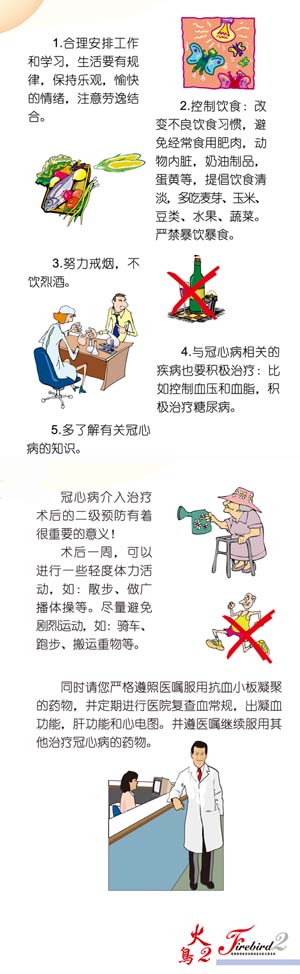 1.合理安排工作
和学习，生活要有规
律，保持乐观，愉快
的情绪，注意劳逸结
合。
2.控制饮食：改
变不良饮食习惯，避
免经常食用肥肉，动
物内脏，奶油制品，
蛋黄等，提倡饮食清
淡，多吃麦芽、玉米、
豆类、水果、蔬菜。
严禁暴饮暴食。
3.努力戒烟，不
饮烈酒。
4.与冠心病相关的
疾病也要积极治疗：比
如控制血压和血脂，积
极治疗糖尿病。
5.多了解有关冠心
病的知识。
冠心病介入治疗
术后的二级预防有着
很重要的意义！
术后一周，可以
进行一些轻度体力活
动，如：散步、做广
播体操等。尽量避免
剧烈运动，如：骑车、
跑步、搬运重物等。
同时请您严格遵照医嘱服用抗血小板凝聚
的药物，并定期进行医院复查血常规，出凝血
功能，肝功能和心电图。并遵医嘱继续服用其
他治疗冠心病的药物。
火鳥2 Firebird2